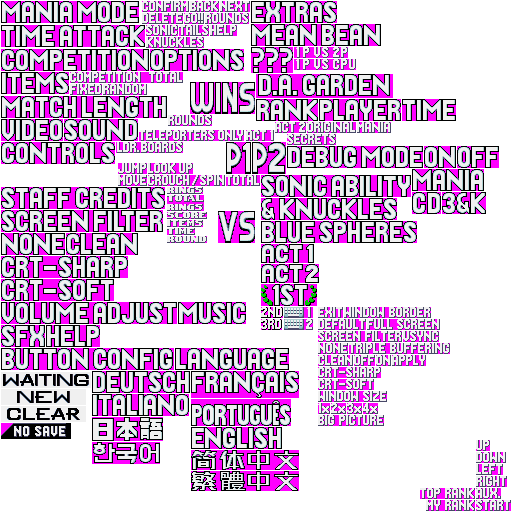 MANIA MODE
CONFIRM BACK NEXT
DELETE GO!! ROUNDS
EXTRAS
TIME ATTACK
SONIC TAILS HELP
KNUCKLES
MEAN BEAN
COMPETITION OPTIONS
???
1P VS 2P
1P VS CPU
ITEMS
COMPETITION TOTAL
FIXED RANDOM
WINS
D.A. GARDEN
MATCH LENGTH
RANK PLAYER TIME
ROUNDS
VIDEO SOUND
TELEPORTERS ONLY ACT 1
ACT 2 ORIGINAL MANIA
SECRETS
CONTROLS
LDR. BOARDS
P1 P2
DEBUG MODE ON OFF
JUMP LOOK UP
MOVE CROUCH / SPIN TOTAL
SONIC ABILITY
MANIA
STAFF CREDITS
RINGS
TOTAL
RINGS
SCORE
ITEMS
TIME
ROUND
& KNUCKLES
CD 3&K
SCREEN FILTER
VS
BLUE SPHERES
NONE CLEAN
ACT 1
CRT-SHARP
ACT 2
CRT-SOFT
1ST
VOLUME ADJUST MUSIC
2ND 1
3RD 2
EXIT WINDOW BORDER
DEFAULT FULL SCREEN
SFX HELP
SCREEN FILTER VSYNC
NONE TRIPLE BUFFERING
BUTTON CONFIG LANGUAGE
CLEAN OFF ON APPLY
CRT-SHARP
CRT-SOFT
WAITING
DEUTSCH
FRANÇAIS
WINDOW SIZE
NEW
ITALIANO
1x 2x 3x 4x
CLEAR
PORTUGUÊS
BIG PICTURE
NO SAVE
日本語
ENGLISH
한국어
简体中文
繁體中文
UP
DOWN
LEFT
RIGHT
TOP RANK AUX.
MY RANK START